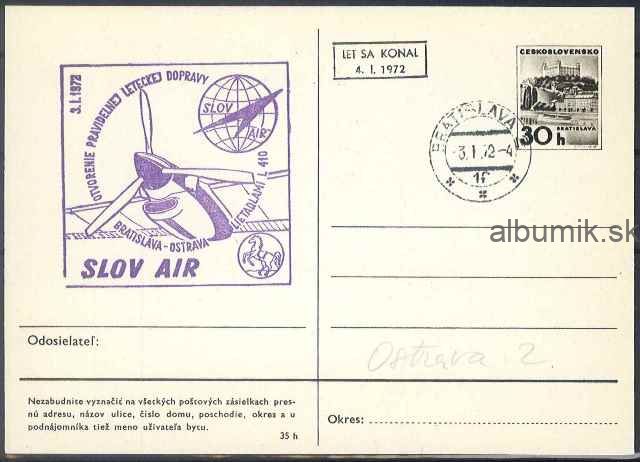 3.I.1972
OTVORENIE PRAVIDELNEJ LETECKEJ DOPRAVY
SLOV
AIR
LIETADLAMI L 410
BRATISLAVA-OSTRAVA
SLOV AIR
LET SA KONAL
4. I. 1972
ČESKOSLOVENSKO
30 h
BRATISLAVA
BRATISLAVA
-3.I.72-4
1f
albumik.sk
Odosielateľ:
Ostrava 2
Nezabudnite vyznačiť na všetkých poštových zásielkach pres-
nú adresu, názov ulice, číslo domu, poschodie, okres a u
podnájomníka tiež meno užívateľa bytu.
35 h
Okres: